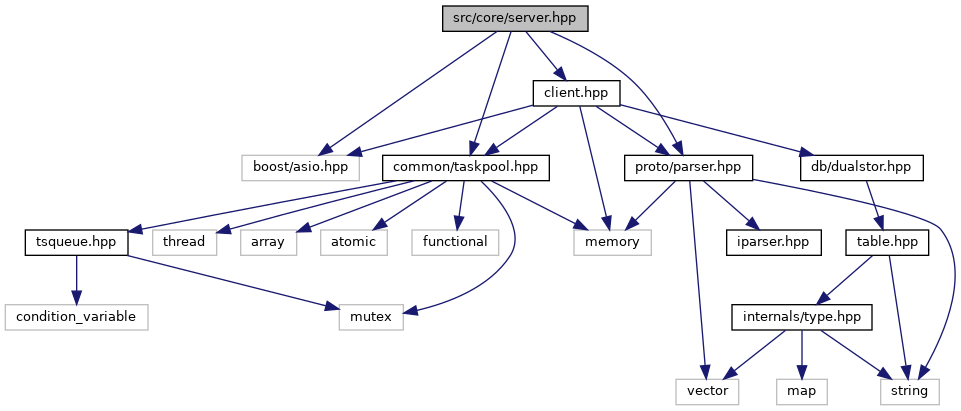 src/core/server.hpp
client.hpp
boost/asio.hpp
common/taskpool.hpp
proto/parser.hpp
db/dualstor.hpp
tsqueue.hpp
thread
array
atomic
functional
memory
iparser.hpp
table.hpp
condition_variable
mutex
internals/type.hpp
vector
map
string